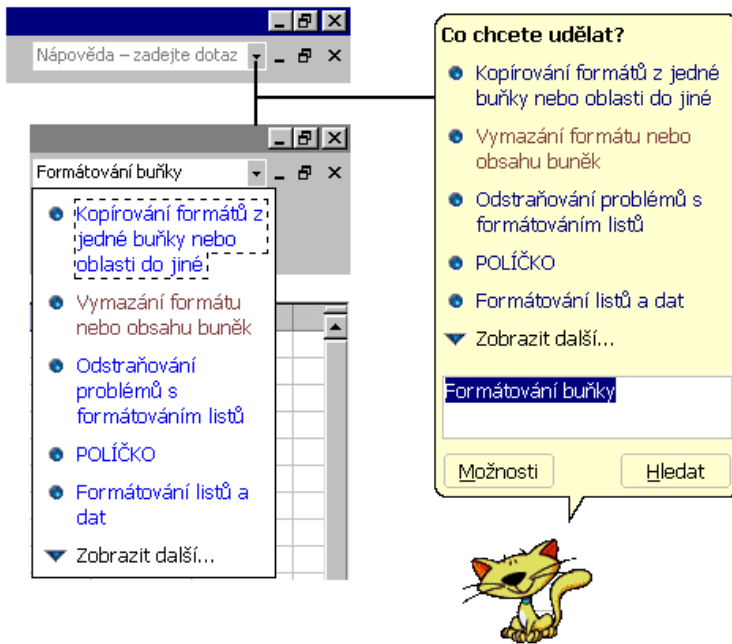 Nápověda – zadejte dotaz
Formátování buňky
Kopírování formátů z
jedné buňky nebo
oblasti do jiné
Vymazání formátu
nebo obsahu buněk
Odstraňování
problémů s
formátováním listů
POLÍČKO
Formátování listů a
dat
Zobrazit další...
Co chcete udělat?
Kopírování formátů z jedné
buňky nebo oblasti do jiné
Vymazání formátu nebo
obsahu buněk
Odstraňování problémů s
formátováním listů
POLÍČKO
Formátování listů a dat
Zobrazit další...
Formátování buňky
Možnosti
Hledat